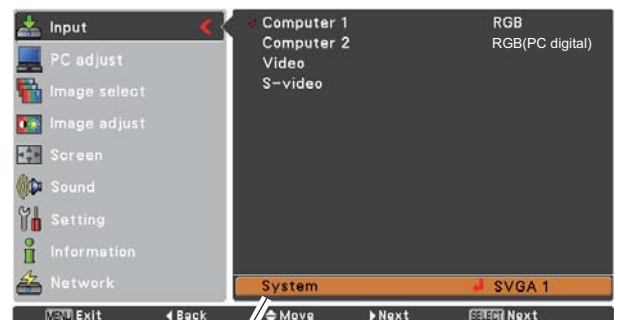 Input
PC adjust
Image select
Image adjust
Screen
Sound
Setting
Information
Network
Computer 1 RGB
Computer 2 RGB(PC digital)
Video
S-video
System SVGA 1
MENU Exit Back Move Next SELECT Next